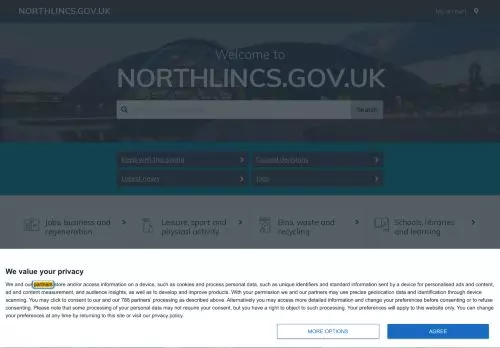 NORTHLINCS.GOV.UK
My account
Welcome to
NORTHLINCS.GOV.UK
Search
Council decisions
Latest news
Jobs, business and
regeneration
Leisure, sport and
physical activity
Bins, waste and
recycling
Schools, libraries
and learning
We value your privacy
We and our partners store and/or access information on a device, such as cookies and process personal data, such as unique identifiers and standard information sent by a device for personalised ads and content,
ad and content measurement, and audience insights, as well as to develop and improve products. With your permission we and our partners may use precise geolocation data and identification through device
scanning. You may click to consent to our and our 786 partners' processing as described above. Alternatively you may access more detailed information and change your preferences before consenting or to refuse
consenting. Please note that some processing of your personal data may not require your consent, but you have a right to object to such processing. Your preferences will apply to this website only. You can change
your preferences at any time by returning to this site or visit our privacy policy.
MORE OPTIONS
AGREE